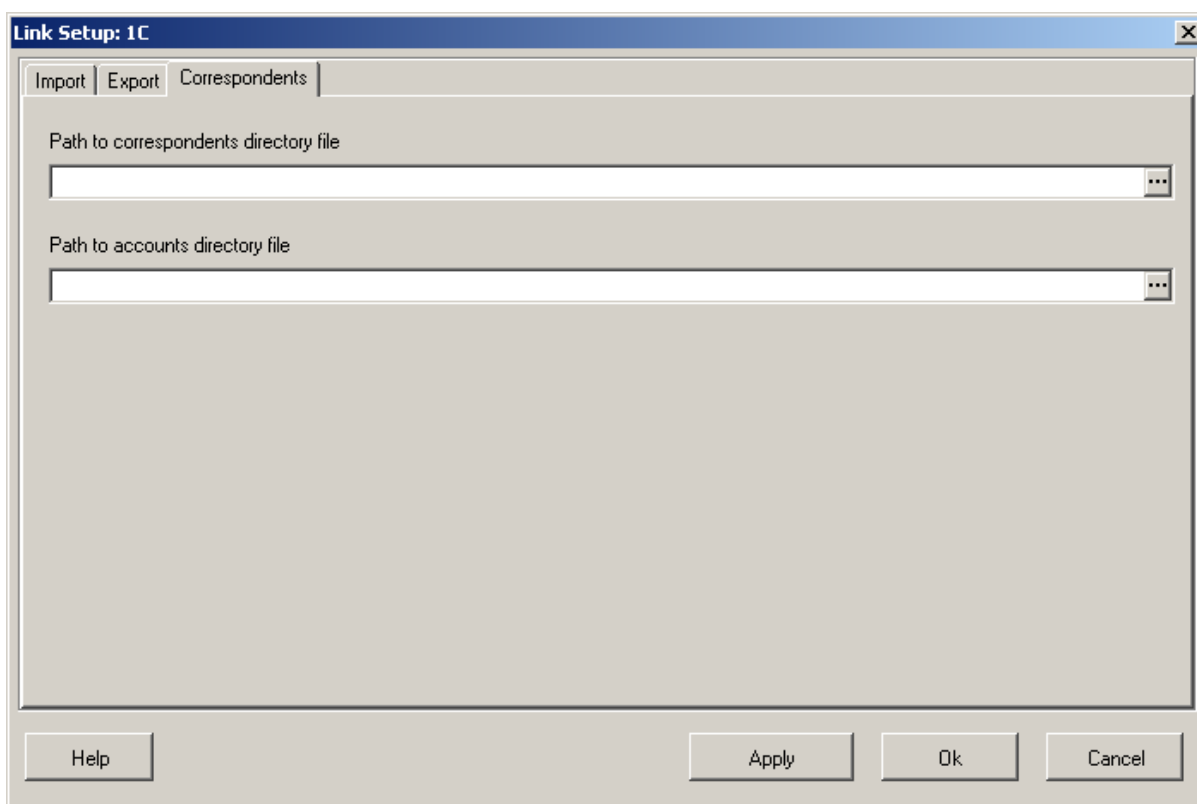 Link Setup: 1C
Import Export Correspondents
Path to correspondents directory file
...
Path to accounts directory file
...
Help Apply Ok Cancel